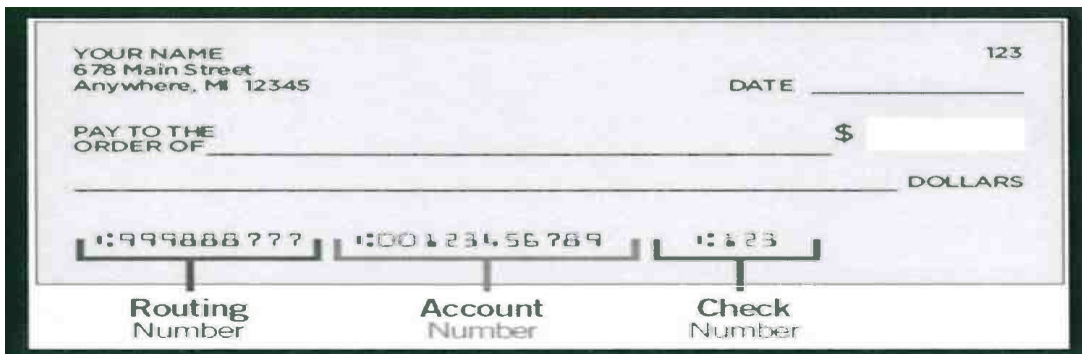 YOUR NAME 123
678 Main Street
Anywhere, MI 12345 DATE
PAY TO THE
ORDER OF $
DOLLARS
⑆999888777 ⑆00123456789 ⑆123
Routing Account Check
Number Number Number